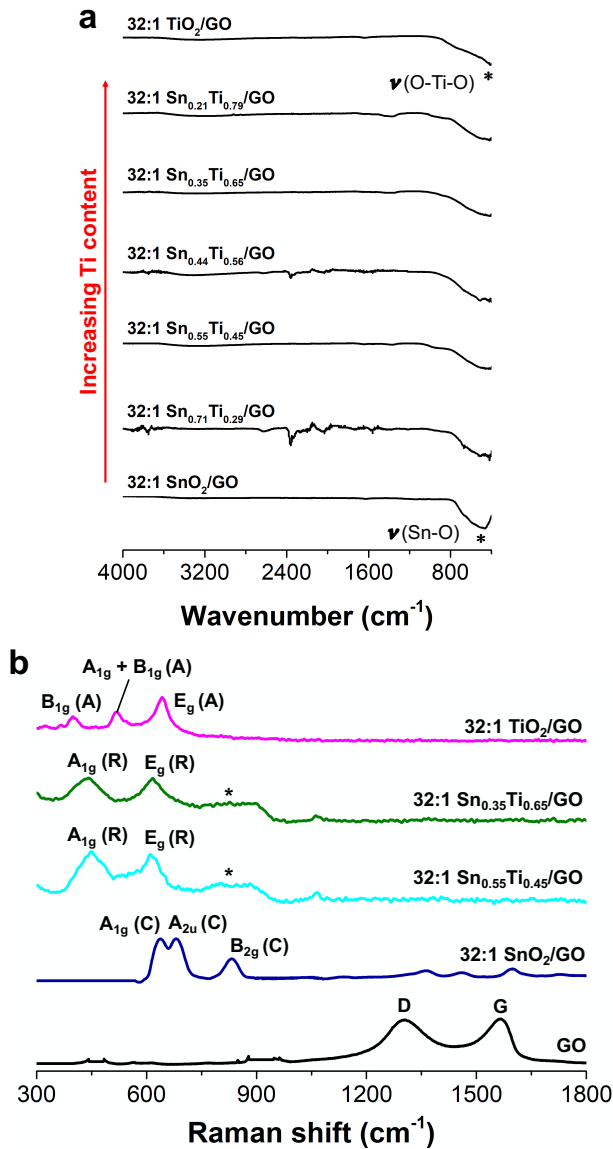 a
32:1 TiO2/GO
ν(O-Ti-O) *
32:1 Sn0.21Ti0.79/GO
32:1 Sn0.35Ti0.65/GO
32:1 Sn0.44Ti0.56/GO
32:1 Sn0.55Ti0.45/GO
32:1 Sn0.71Ti0.29/GO
32:1 SnO2/GO
ν(Sn-O) *
Increasing Ti content
4000 3200 2400 1600 800
Wavenumber (cm-1)
b
A1g + B1g (A)
B1g (A) Eg (A)
32:1 TiO2/GO
A1g (R) Eg (R)
*
32:1 Sn0.35Ti0.65/GO
A1g (R) Eg (R)
*
32:1 Sn0.55Ti0.45/GO
A1g (C) A2u (C)
B2g (C)
32:1 SnO2/GO
D G
GO
300 600 900 1200 1500 1800
Raman shift (cm-1)